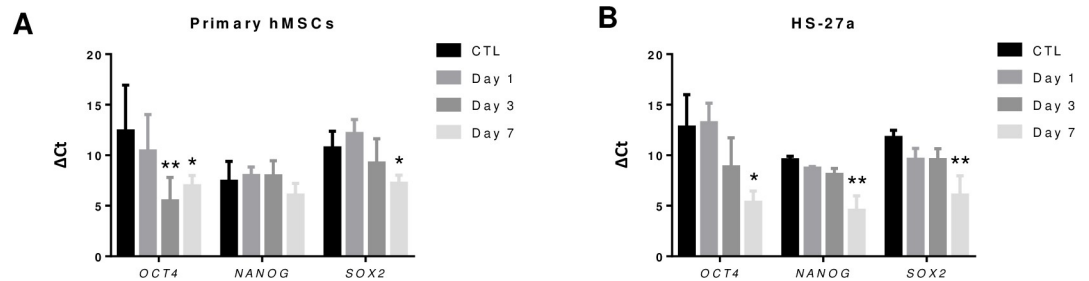 A
Primary hMSCs
ΔCt
20
15
10
5
0
** *
*
OCT4 NANOG SOX2
CTL
Day 1
Day 3
Day 7
B
HS-27a
ΔCt
20
15
10
5
0
*
**
**
OCT4 NANOG SOX2
CTL
Day 1
Day 3
Day 7